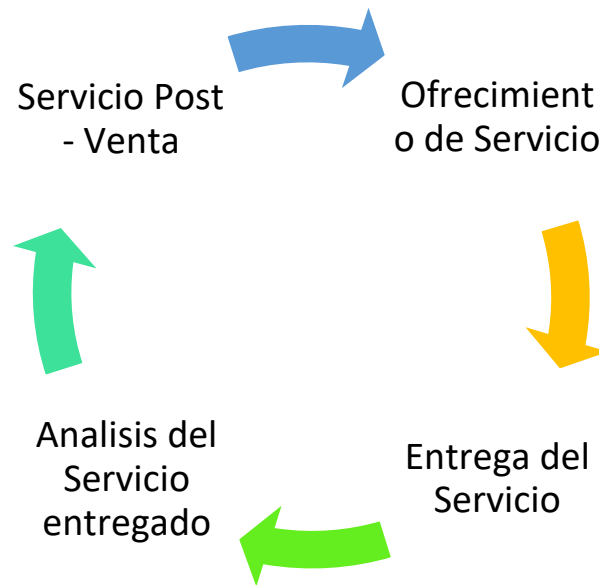 Servicio Post
- Venta
Ofrecimient
o de Servicio
Entrega del
Servicio
Analisis del
Servicio
entregado